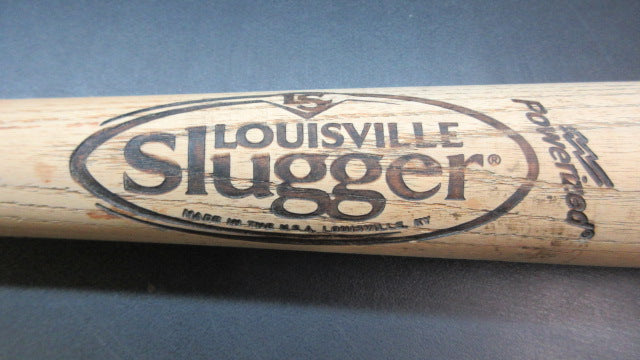 LS
LOUISVILLE
Slugger®
MADE IN THE U.S.A. LOUISVILLE, KY
Powerized®